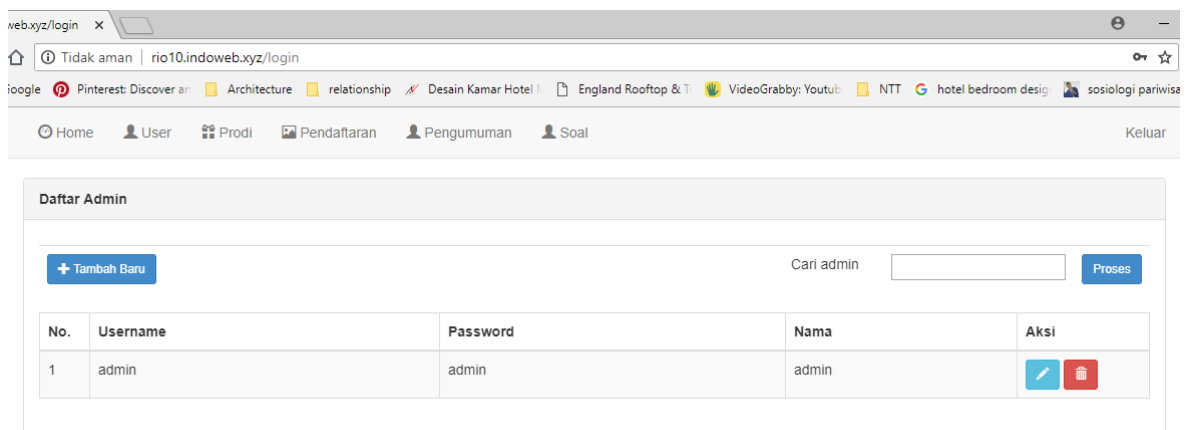 web.xyz/login
Tidak aman | rio10.indoweb.xyz/login
Google Pinterest: Discover an Architecture relationship Desain Kamar Hotel England Rooftop & T VideoGrabby: Youtub NTT hotel bedroom desig sosiologi pariwisa
Home User Prodi Pendaftaran Pengumuman Soal Keluar
Daftar Admin
Tambah Baru Cari admin Proses
No. Username Password Nama Aksi
1 admin admin admin